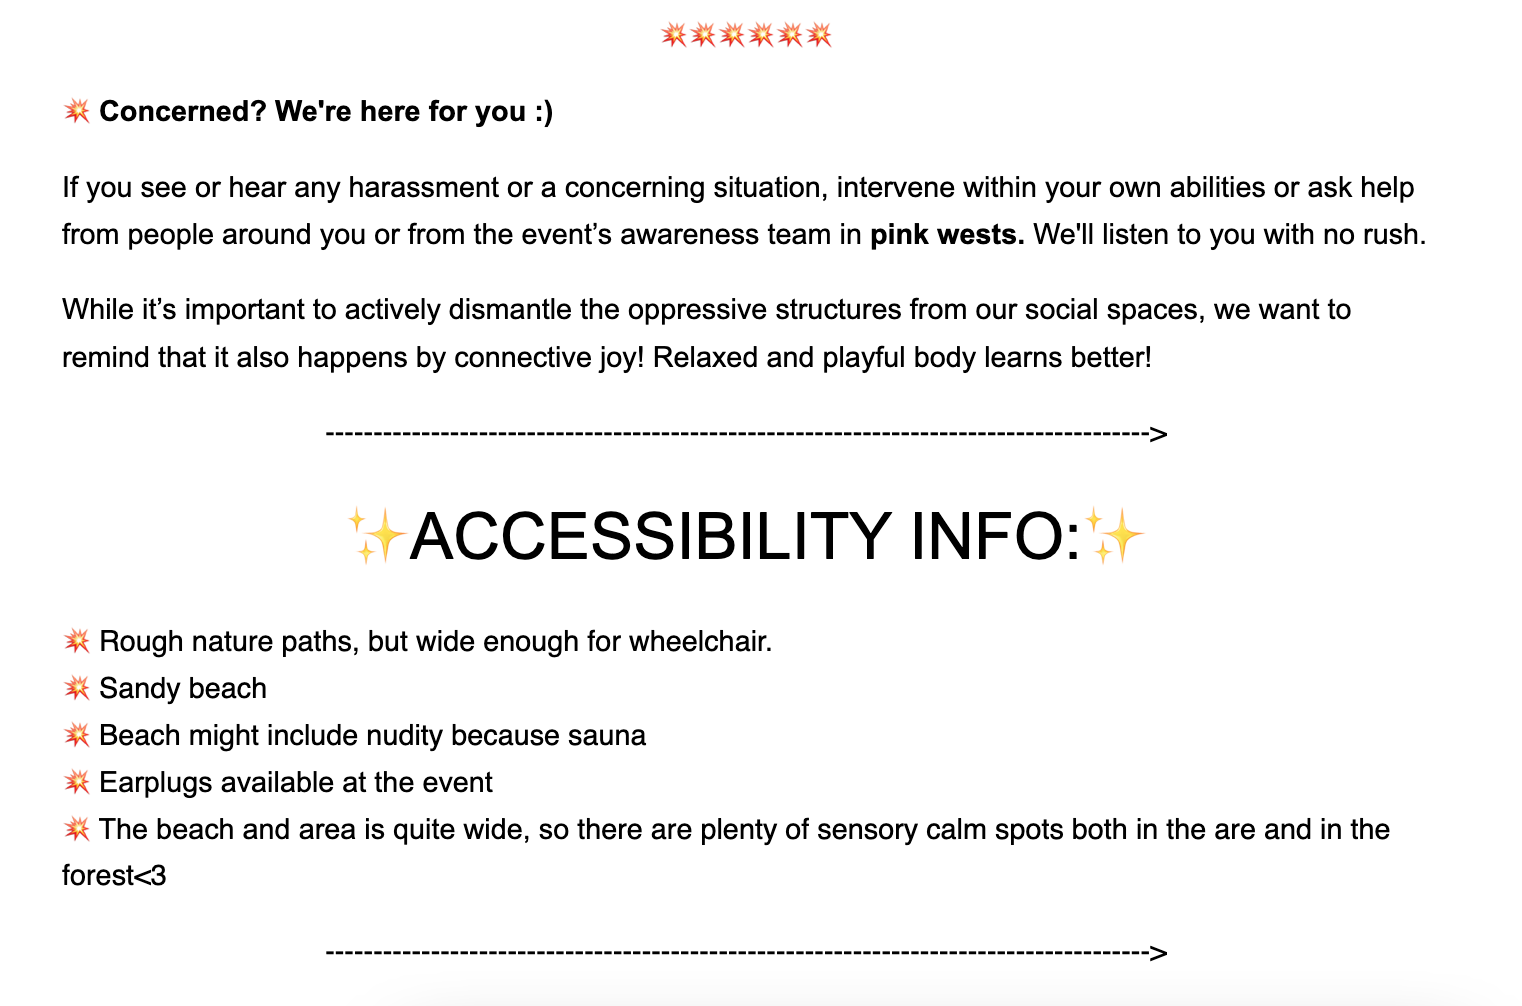 💥💥💥💥💥💥
💥 Concerned? We're here for you :)
If you see or hear any harassment or a concerning situation, intervene within your own abilities or ask help
from people around you or from the event’s awareness team in pink wests. We'll listen to you with no rush.
While it’s important to actively dismantle the oppressive structures from our social spaces, we want to
remind that it also happens by connective joy! Relaxed and playful body learns better!
-------------------------------------------------------------------------------------->
✨ACCESSIBILITY INFO:✨
💥 Rough nature paths, but wide enough for wheelchair.
💥 Sandy beach
💥 Beach might include nudity because sauna
💥 Earplugs available at the event
💥 The beach and area is quite wide, so there are plenty of sensory calm spots both in the are and in the
forest<3
-------------------------------------------------------------------------------------->